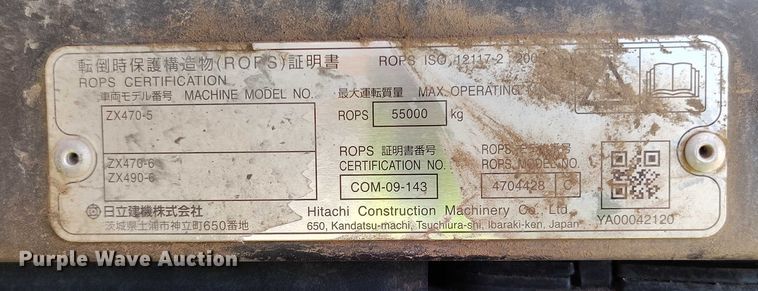 転倒時保護構造物(ROPS)証明書
ROPS CERTIFICATION
ROPS ISO 12117-2 : 200
車両モデル番号 MACHINE MODEL NO.
ZX470-5
ZX470-6
ZX490-6
最大運転質量 MAX. OPERATING
ROPS 55000 kg
ROPS 証明書番号
CERTIFICATION NO.
COM-09-143
ROPS
ROPS MODEL NO.
4704428 C
日立建機株式会社
茨城県土浦市神立町650番地
Hitachi Construction Machinery Co., Ltd.
650, Kandatsu-machi, Tsuchiura-shi, Ibaraki-ken, Japan
YA00042120
Purple Wave Auction